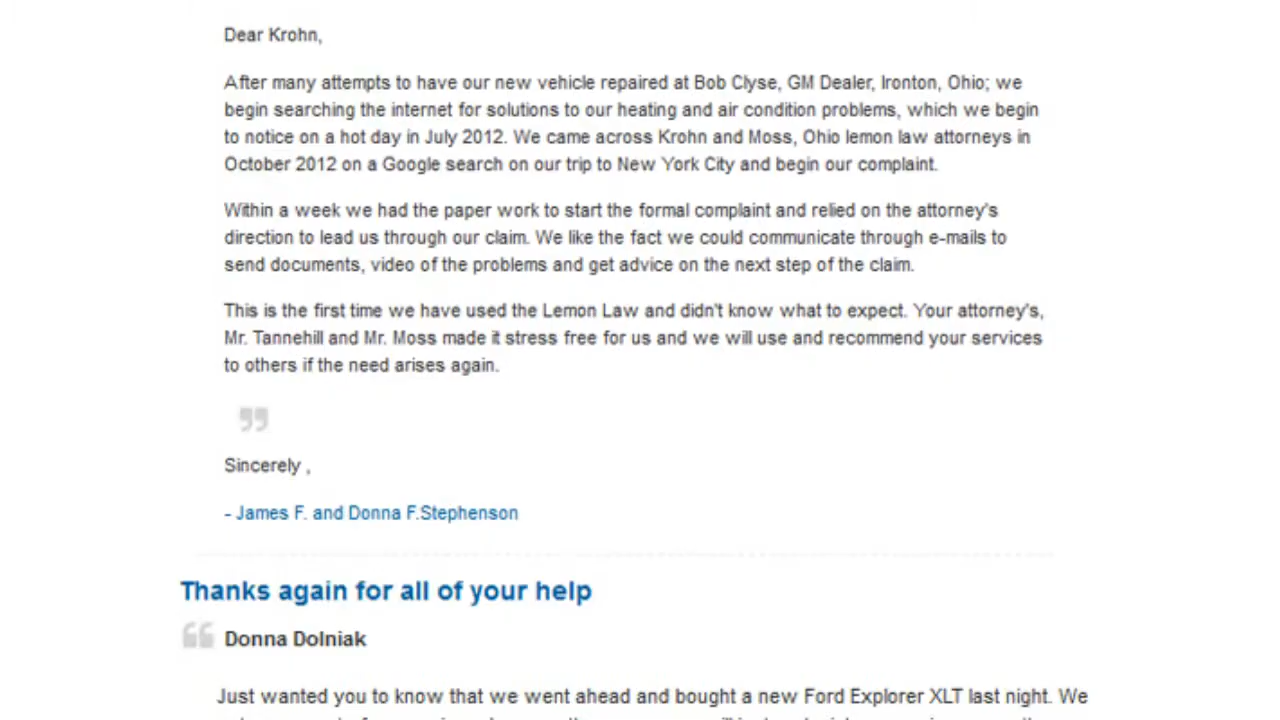 Dear Krohn,
After many attempts to have our new vehicle repaired at Bob Clyse, GM Dealer, Ironton, Ohio; we
begin searching the internet for solutions to our heating and air condition problems, which we begin
to notice on a hot day in July 2012. We came across Krohn and Moss, Ohio lemon law attorneys in
October 2012 on a Google search on our trip to New York City and begin our complaint.
Within a week we had the paper work to start the formal complaint and relied on the attorney's
direction to lead us through our claim. We like the fact we could communicate through e-mails to
send documents, video of the problems and get advice on the next step of the claim.
This is the first time we have used the Lemon Law and didn't know what to expect. Your attorney's,
Mr. Tannehill and Mr. Moss made it stress free for us and we will use and recommend your services
to others if the need arises again.
”
Sincerely ,
- James F. and Donna F.Stephenson
Thanks again for all of your help
“ Donna Dolniak
Just wanted you to know that we went ahead and bought a new Ford Explorer XLT last night. We